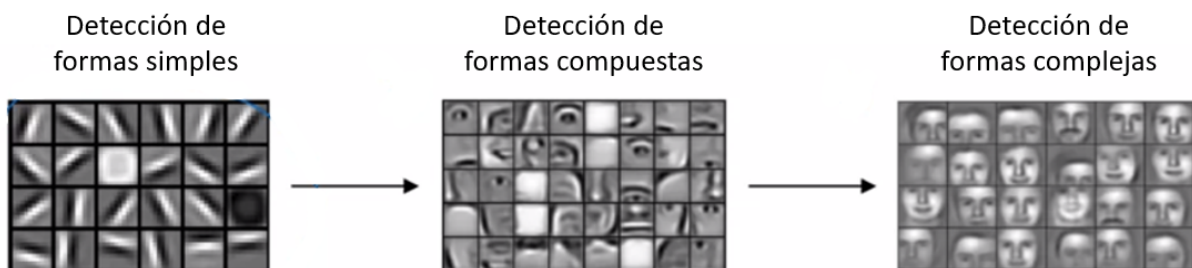 Detección de
formas simples
Detección de
formas compuestas
Detección de
formas complejas